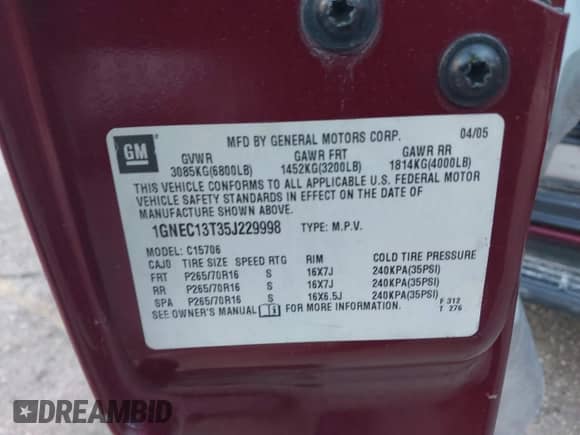 GM
MFD BY GENERAL MOTORS CORP. 04/05
GVWR GAWR FRT GAWR RR
3085KG(6800LB) 1452KG(3200LB) 1814KG(4000LB)
THIS VEHICLE CONFORMS TO ALL APPLICABLE U.S. FEDERAL MOTOR
VEHICLE SAFETY STANDARDS IN EFFECT ON THE DATE OF
MANUFACTURE SHOWN ABOVE.
1GNEC13T35J229998 TYPE: M.P.V.
MODEL: C15706
CAJ0 TIRE SIZE SPEED RTG RIM COLD TIRE PRESSURE
FRT P265/70R16 S 16X7J 240KPA(35PSI)
RR P265/70R16 S 16X7J 240KPA(35PSI)
SPA P265/70R16 S 16X6.5J 240KPA(35PSI)
SEE OWNER'S MANUAL FOR MORE INFORMATION.
F 312
T 276
DREAMBID